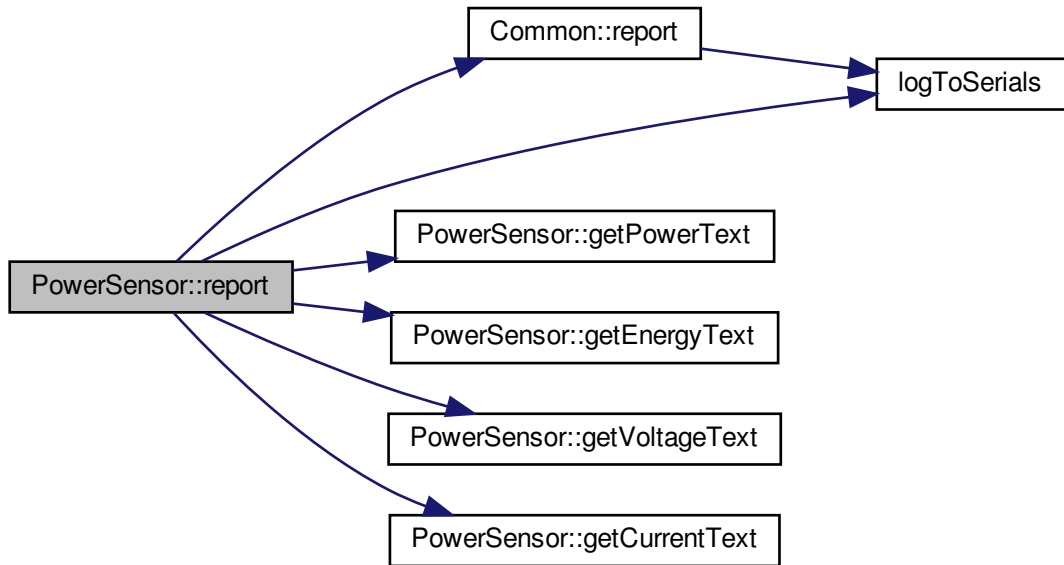 Common::report
logToSerials
PowerSensor::getPowerText
PowerSensor::report
PowerSensor::getEnergyText
PowerSensor::getVoltageText
PowerSensor::getCurrentText